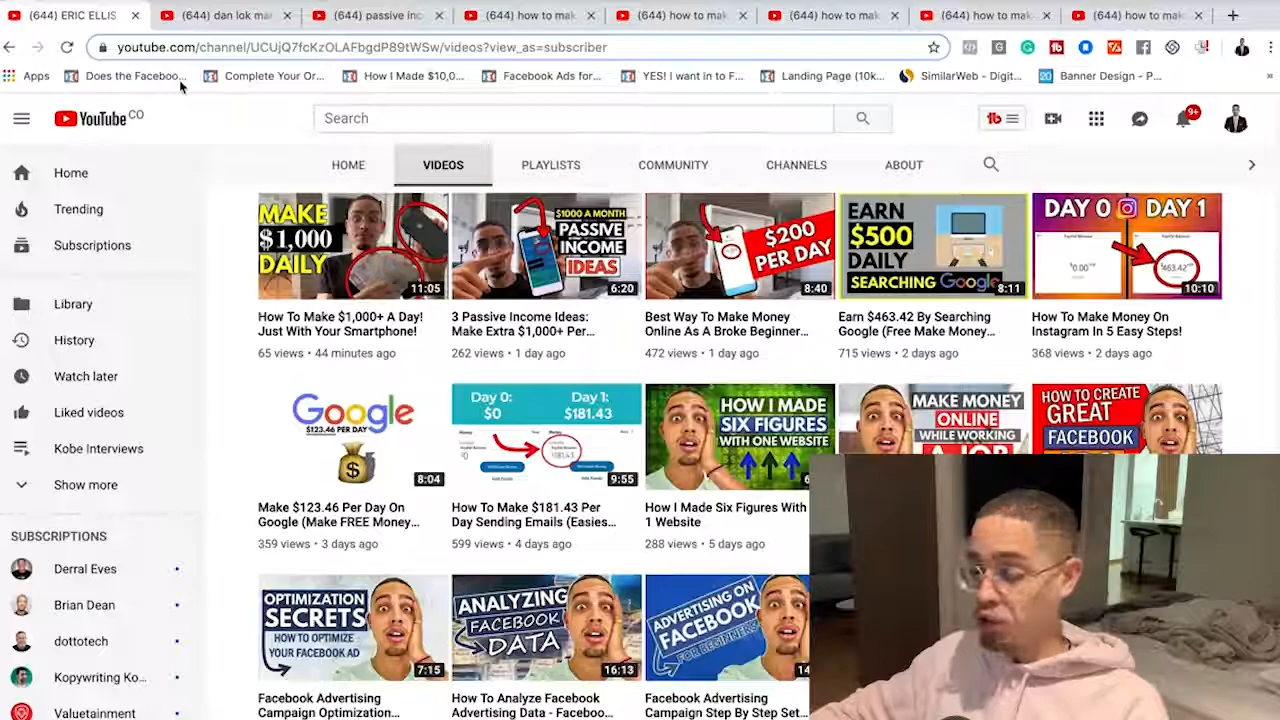 (644) ERIC ELLIS
(644) dan lok ma
(644) passive inc
(644) how to mak
(644) how to mak
(644) how to mak
(644) how to mak
(644) how to mak
youtube.com/channel/UCUjQ7fcKzOLAFbgdP89tWSw/videos?view_as=subscriber
Apps
Does the Faceboo...
Complete Your Or...
How I Made $10,0...
Facebook Ads for...
YES! I want in to F...
Landing Page (10k...
SimilarWeb - Digit...
Banner Design - P...
YouTube CO
Search
9+
HOME
VIDEOS
PLAYLISTS
COMMUNITY
CHANNELS
ABOUT
Home
Trending
Subscriptions
Library
History
Watch later
Liked videos
Kobe Interviews
Show more
SUBSCRIPTIONS
Derral Eves
Brian Dean
dottotech
Kopywriting Ko...
Valuetainment
MAKE
$1,000
DAILY
11:05
How To Make $1,000+ A Day!
Just With Your Smartphone!
65 views • 44 minutes ago
$1000 A MONTH
PASSIVE
INCOME
IDEAS
6:20
3 Passive Income Ideas:
Make Extra $1,000+ Per...
262 views • 1 day ago
$200
PER DAY
8:40
Best Way To Make Money
Online As A Broke Beginner...
472 views • 1 day ago
EARN
$500
DAILY
SEARCHING Google
8:11
Earn $463.42 By Searching
Google (Free Make Money...
715 views • 2 days ago
DAY 0 DAY 1
$0.00
$463.42
10:10
How To Make Money On
Instagram In 5 Easy Steps!
368 views • 2 days ago
Google
$123.46 PER DAY
8:04
Make $123.46 Per Day On
Google (Make FREE Money...
359 views • 3 days ago
Day 0: Day 1:
$0 $181.43
9:55
How To Make $181.43 Per
Day Sending Emails (Easies...
599 views • 4 days ago
HOW I MADE
SIX FIGURES
WITH ONE WEBSITE
How I Made Six Figures With
1 Website
288 views • 5 days ago
MAKE MONEY
ONLINE
WHILE WORKING
A JOB
HOW TO CREATE
GREAT
FACEBOOK
OPTIMIZATION
SECRETS
HOW TO OPTIMIZE
YOUR FACEBOOK AD
7:15
Facebook Advertising
Campaign Optimization...
ANALYZING
FACEBOOK
DATA
16:13
How To Analyze Facebook
Advertising Data - Faceboo...
ADVERTISING ON
FACEBOOK
FOR BEGINNERS
14
Facebook Advertising
Campaign Step By Step Set...